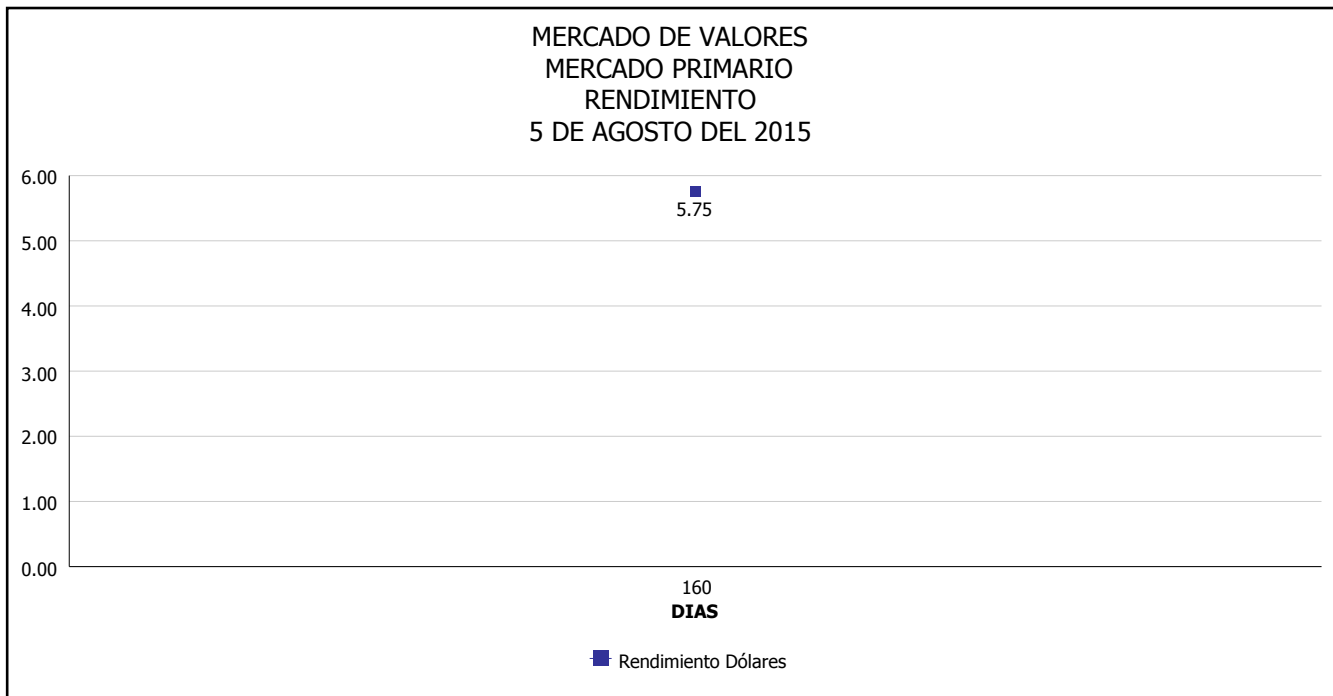 MERCADO DE VALORES
MERCADO PRIMARIO
RENDIMIENTO
5 DE AGOSTO DEL 2015
6.00
5.75
5.00
4.00
3.00
2.00
1.00
0.00
160
DIAS
Rendimiento Dólares